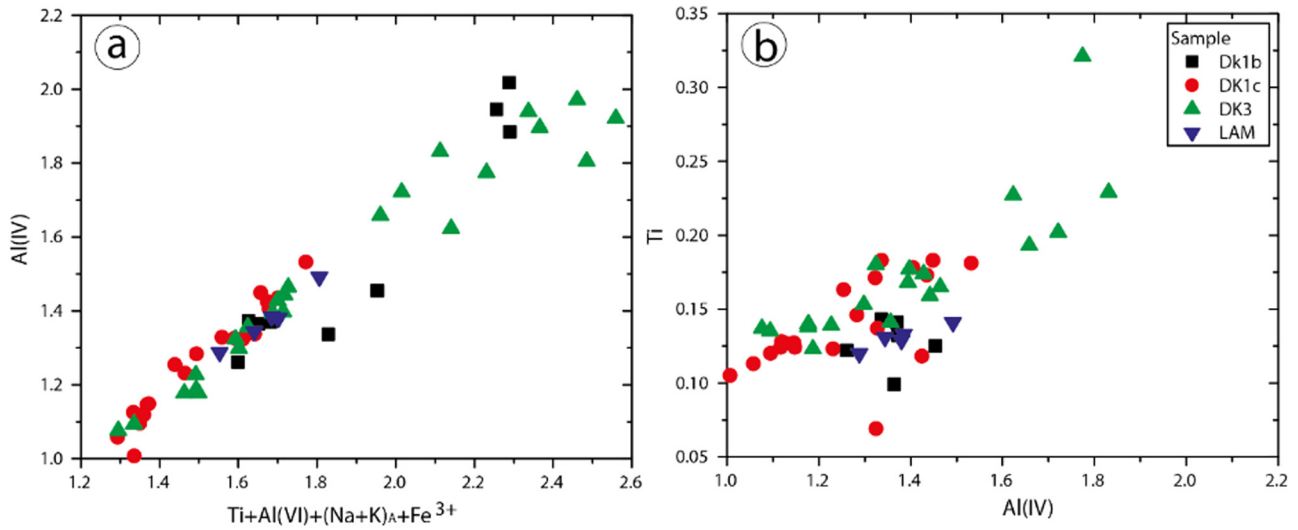 a
2.0
1.8
1.6
1.4
1.2
1.0
Al(IV)
1.2 1.4 1.6 1.8 2.0 2.2 2.4 2.6
Ti+Al(VI)+(Na+K)A+Fe 3+
b
0.35
0.30
0.25
0.20
0.15
0.10
0.05
Ti
1.0 1.2 1.4 1.6 1.8 2.0 2.2
Al(IV)
Sample
Dk1b
DK1c
DK3
LAM